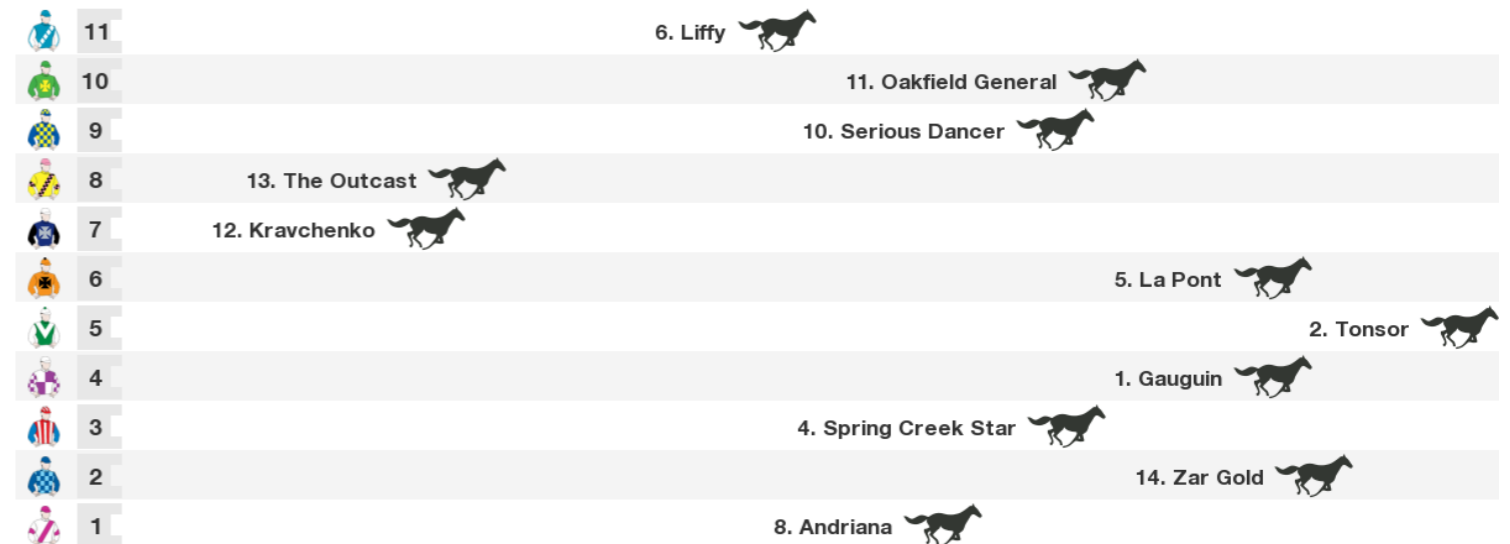 11 6. Liffy
10 11. Oakfield General
9 10. Serious Dancer
8 13. The Outcast
7 12. Kravchenko
6 5. La Pont
5 2. Tonsor
4 1. Gauguin
3 4. Spring Creek Star
2 14. Zar Gold
1 8. Andriana